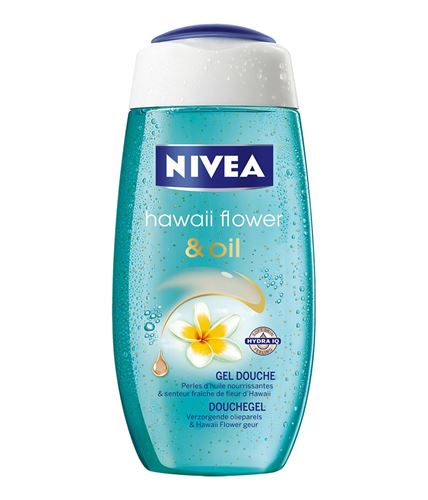 NIVEA
hawaii flower
& oil
HYDRA IQ
GEL DOUCHE
Perles d'huile nourrissantes
& senteur fraîche de fleur d'Hawaii
DOUCHEGEL
Verzorgende olieparels
& Hawaii Flower geur